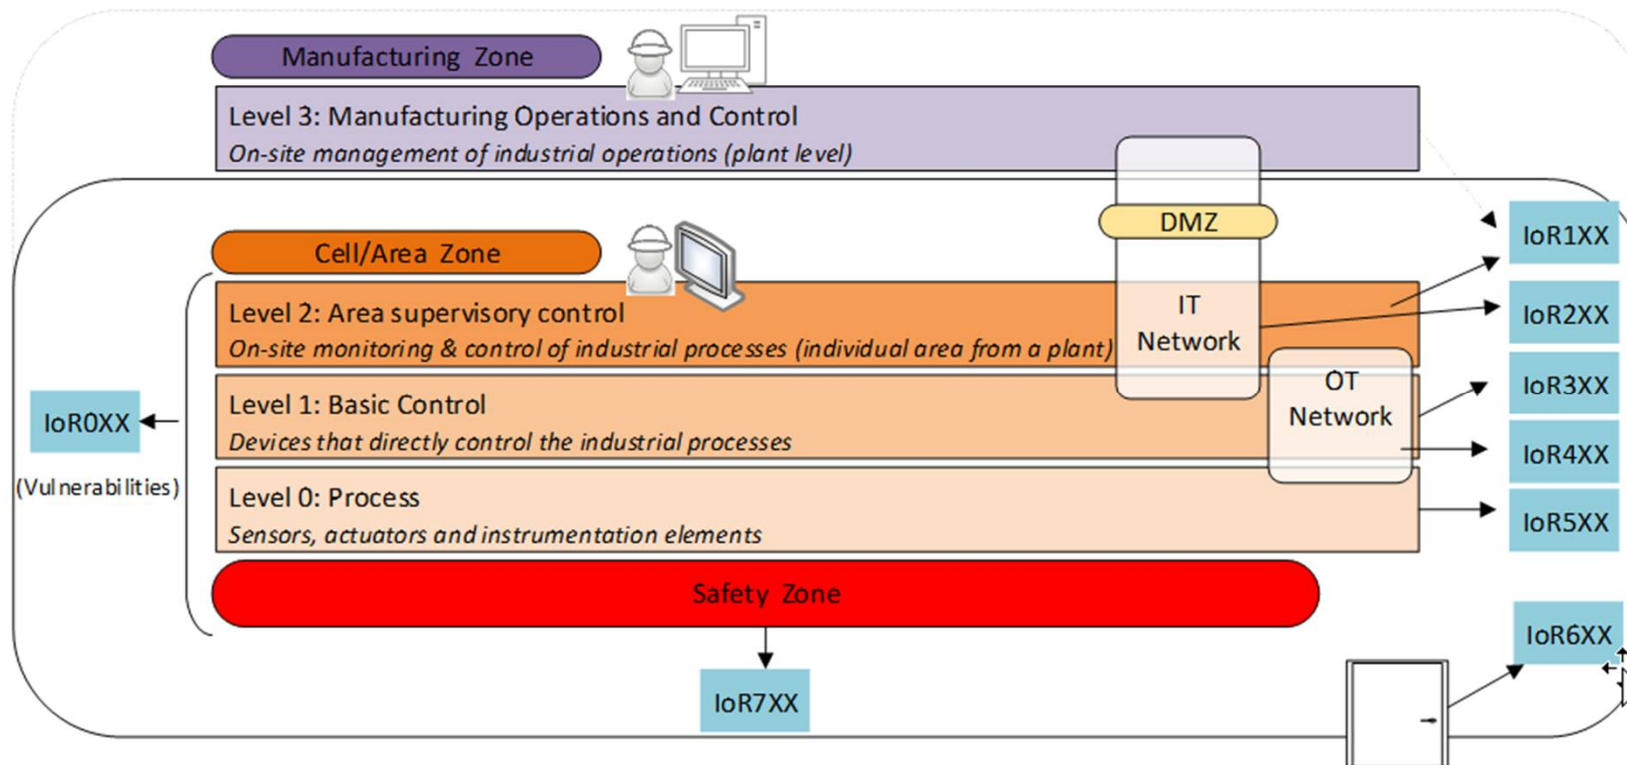 Manufacturing Zone
Level 3: Manufacturing Operations and Control
On-site management of industrial operations (plant level)
DMZ
IoR1XX
Cell/Area Zone
Level 2: Area supervisory control
On-site monitoring & control of industrial processes (individual area from a plant)
IT
Network
IoR2XX
OT
Network
IoR3XX
Level 1: Basic Control
Devices that directly control the industrial processes
IoR0XX
(Vulnerabilities)
IoR4XX
Level 0: Process
Sensors, actuators and instrumentation elements
IoR5XX
Safety Zone
IoR6XX
IoR7XX